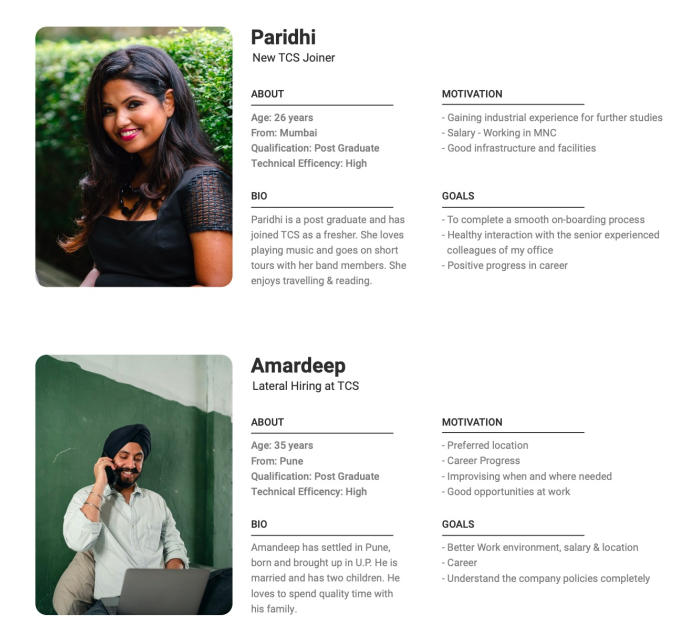 Paridhi
New TCS Joiner
ABOUT
Age: 26 years
From: Mumbai
Qualification: Post Graduate
Technical Efficency: High
MOTIVATION
- Gaining industrial experience for further studies
- Salary - Working in MNC
- Good infrastructure and facilities
BIO
Paridhi is a post graduate and has
joined TCS as a fresher. She loves
playing music and goes on short
tours with her band members. She
enjoys travelling & reading.
GOALS
- To complete a smooth on-boarding process
- Healthy interaction with the senior experienced
colleagues of my office
- Positive progress in career
Amardeep
Lateral Hiring at TCS
ABOUT
Age: 35 years
From: Pune
Qualification: Post Graduate
Technical Efficency: High
MOTIVATION
- Preferred location
- Career Progress
- Improvising when and where needed
- Good opportunities at work
BIO
Amandeep has settled in Pune,
born and brought up in U.P. He is
married and has two children. He
loves to spend quality time with
his family.
GOALS
- Better Work environment, salary & location
- Career
- Understand the company policies completely